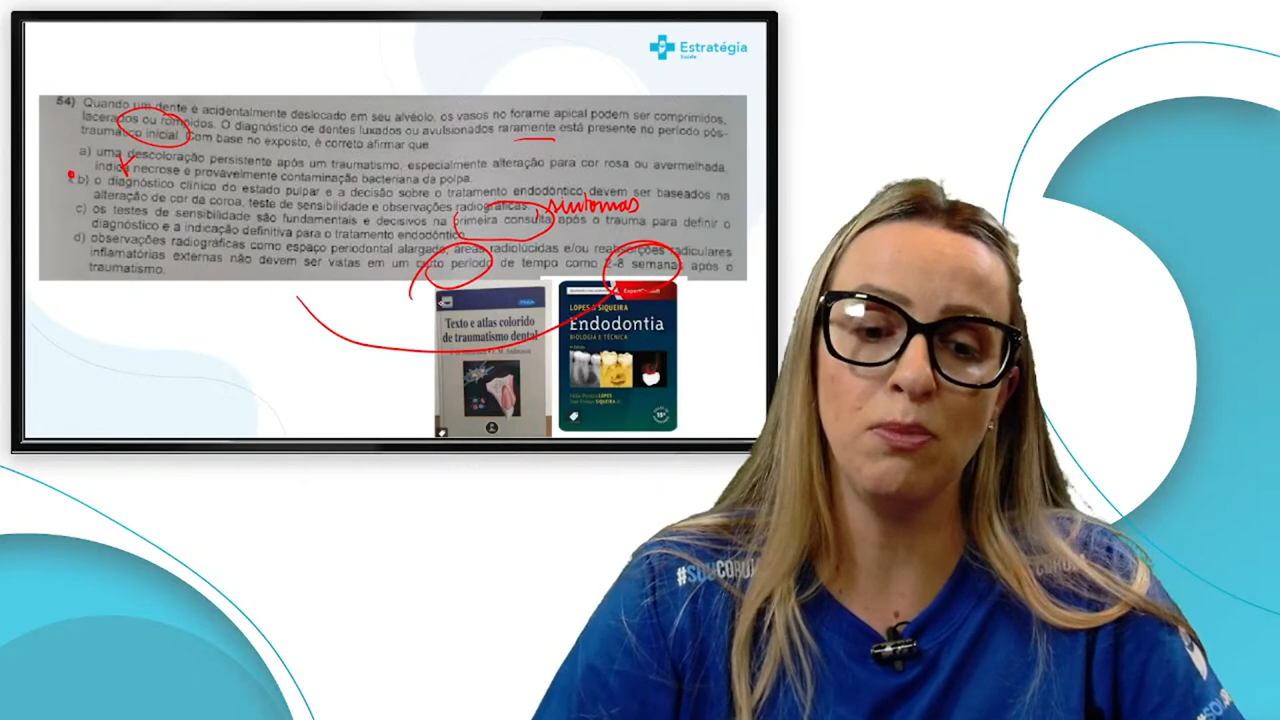 Estratégia
Saúde
54) Quando um dente é acidentalmente deslocado em seu alvéolo, os vasos no forame apical podem ser comprimidos,
lacerados ou rompidos. O diagnóstico de dentes luxados ou avulsionados raramente está presente no período pós-
traumático inicial. Com base no exposto, é correto afirmar que
a) uma descoloração persistente após um traumatismo, especialmente alteração para cor rosa ou avermelhada
indica necrose e provavelmente contaminação bacteriana da polpa.
b) o diagnóstico clínico do estado pulpar e a decisão sobre o tratamento endodôntico devem ser baseados na
alteração de cor da coroa, teste de sensibilidade e observações radiográficas.
sintomas
c) os testes de sensibilidade são fundamentais e decisivos na primeira consulta após o trauma para definir o
diagnóstico e a indicação definitiva para o tratamento endodôntico.
d) observações radiográficas como espaço periodontal alargado, áreas radiolúcidas e/ou reabsorções radiculares
inflamatórias externas não devem ser vistas em um curto período de tempo como 2-8 semanas após o
traumatismo.
Texto e atlas colorido
de traumatismo dental
LOPES & SIQUEIRA
Endodontia
BIOLOGIA E TÉCNICA
#SOUCORUJA